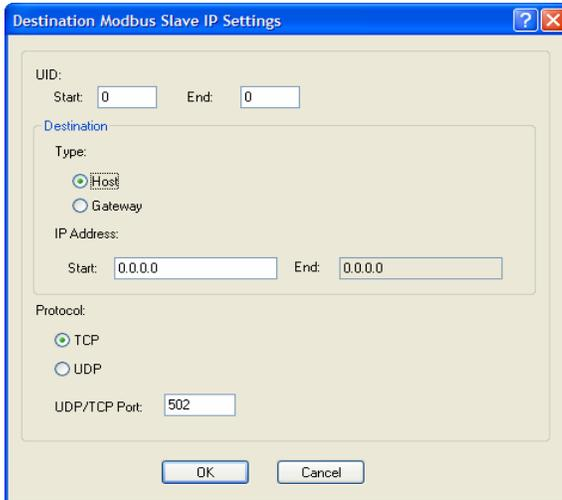 Destination Modbus Slave IP Settings
UID:
Start: 0 End: 0
Destination
Type:
Host
Gateway
IP Address:
Start: 0.0.0.0 End: 0.0.0.0
Protocol:
TCP
UDP
UDP/TCP Port: 502
OK Cancel